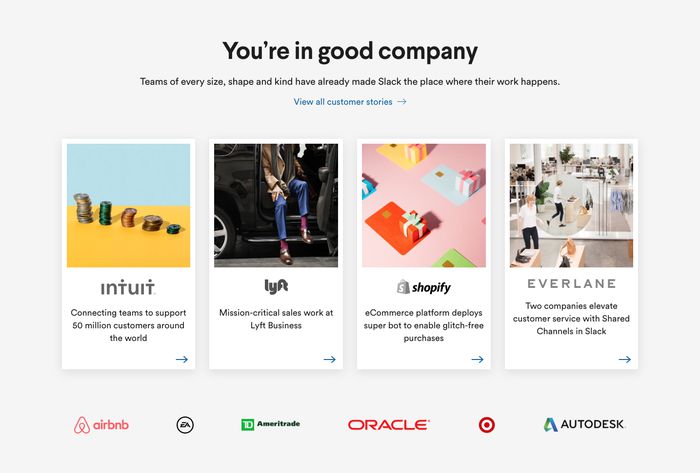 You're in good company
Teams of every size, shape and kind have already made Slack the place where their work happens.
View all customer stories →
intuit
Connecting teams to support
50 million customers around
the world
lyft
Mission-critical sales work at
Lyft Business
shopify
eCommerce platform deploys
super bot to enable glitch-free
purchases
EVERLANE
Two companies elevate
customer service with Shared
Channels in Slack
airbnb
EA
TD Ameritrade
ORACLE
AUTODESK